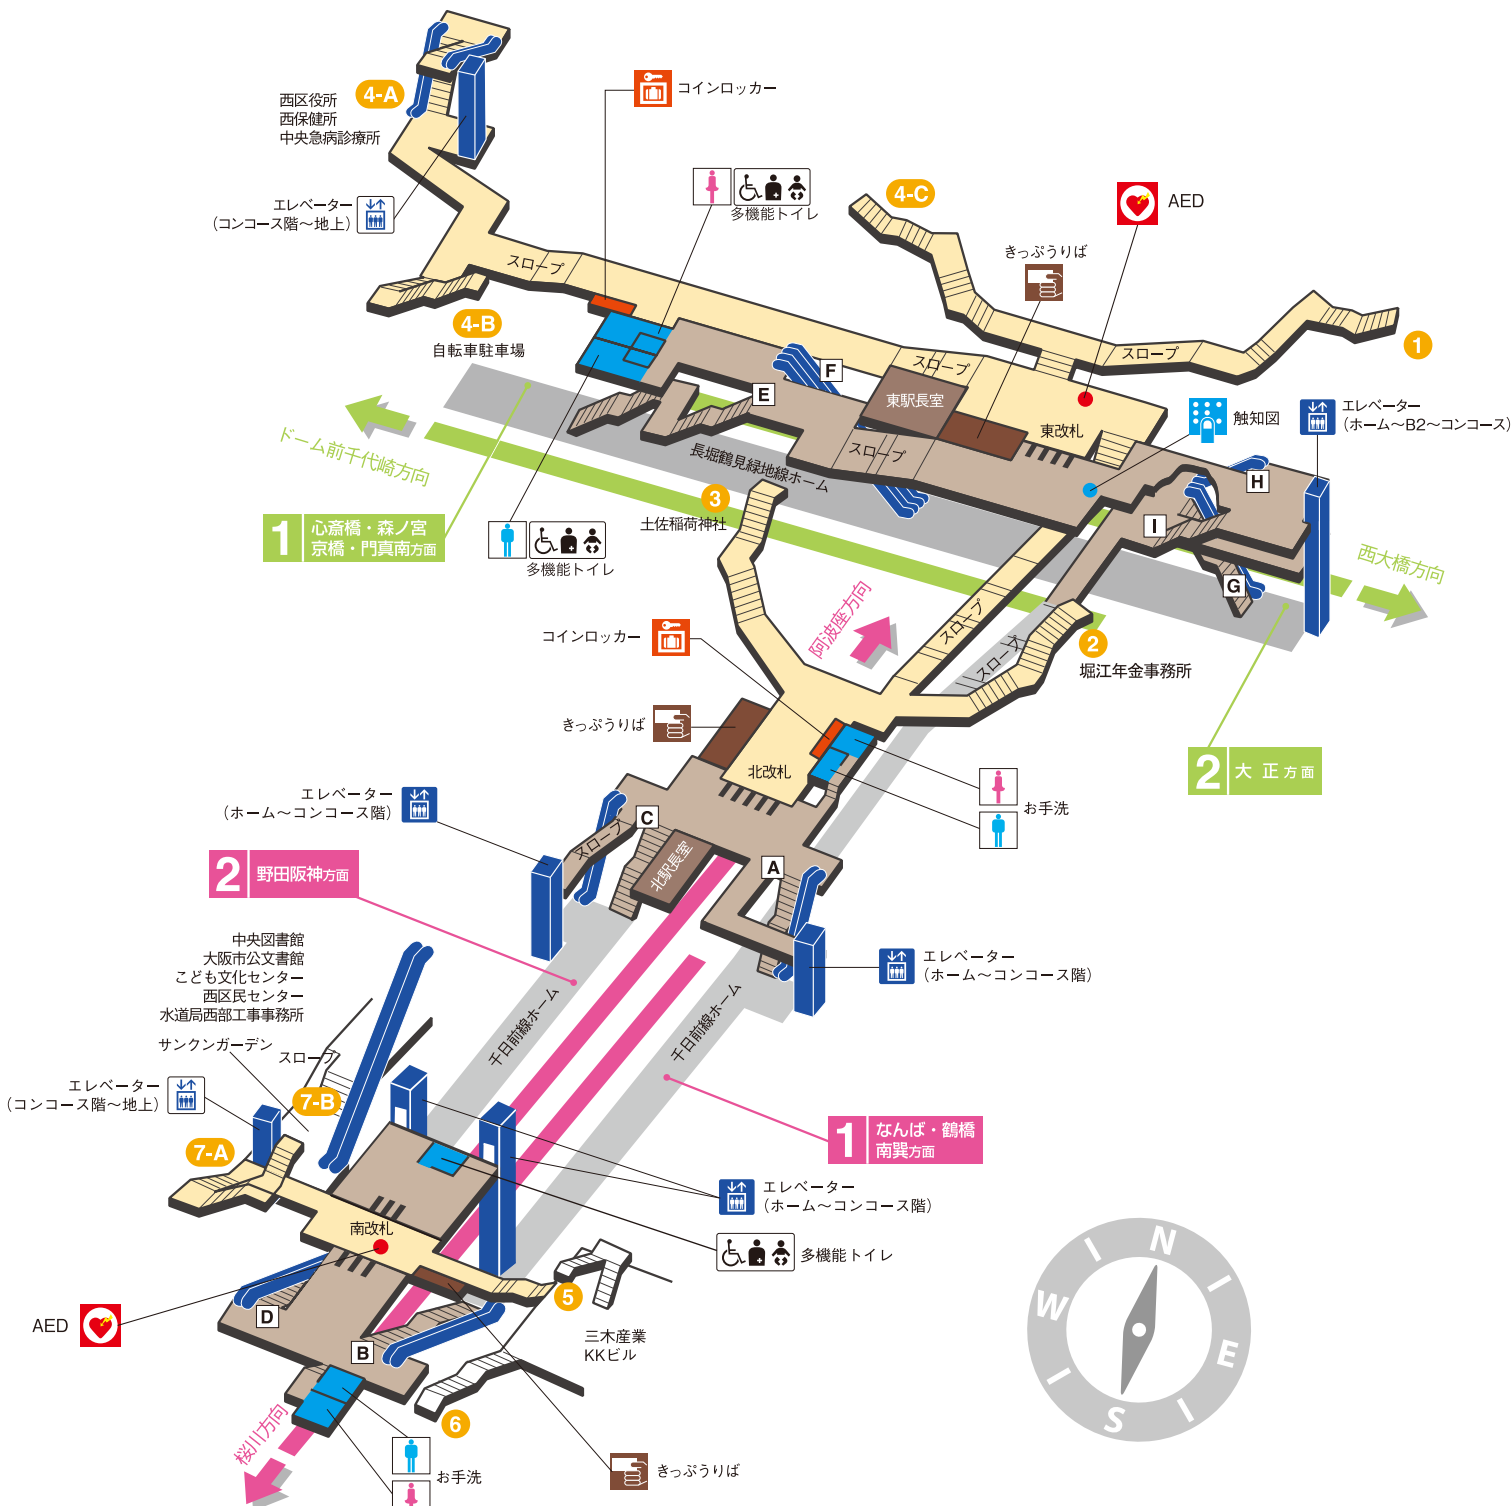 4-A
西区役所
西保健所
中央急病診療所
コインロッカー
エレベーター
(コンコース階~地上)
多機能トイレ
4-C
AED
きっぷうりば
スロープ
4-B
自転車駐車場
1
スロープ
スロープ
F
E
東駅長室
東改札
触知図
エレベーター
(ホーム~B2~コンコース)
ドーム前千代崎方向
スロープ
長堀鶴見緑地線ホーム
H
I
G
3
土佐稲荷神社
1
心斎橋・森ノ宮
京橋・門真南方面
多機能トイレ
西大橋方向
阿波座方向
スロープ
スロープ
コインロッカー
2
堀江年金事務所
きっぷうりば
北改札
2
大正方面
お手洗
エレベーター
(ホーム~コンコース階)
C
スロープ
北駅長室
A
2
野田阪神方面
中央図書館
大阪市公文書館
こども文化センター
西区民センター
水道局西部工事事務所
エレベーター
(ホーム~コンコース階)
千日前線ホーム
千日前線ホーム
サンクンガーデン
スロープ
エレベーター
(コンコース階~地上)
7-B
7-A
1
なんば・鶴橋
南巽方面
エレベーター
(ホーム~コンコース階)
南改札
多機能トイレ
5
AED
D
B
三木産業
KKビル
6
桜川方向
お手洗
きっぷうりば
N
E
S
W